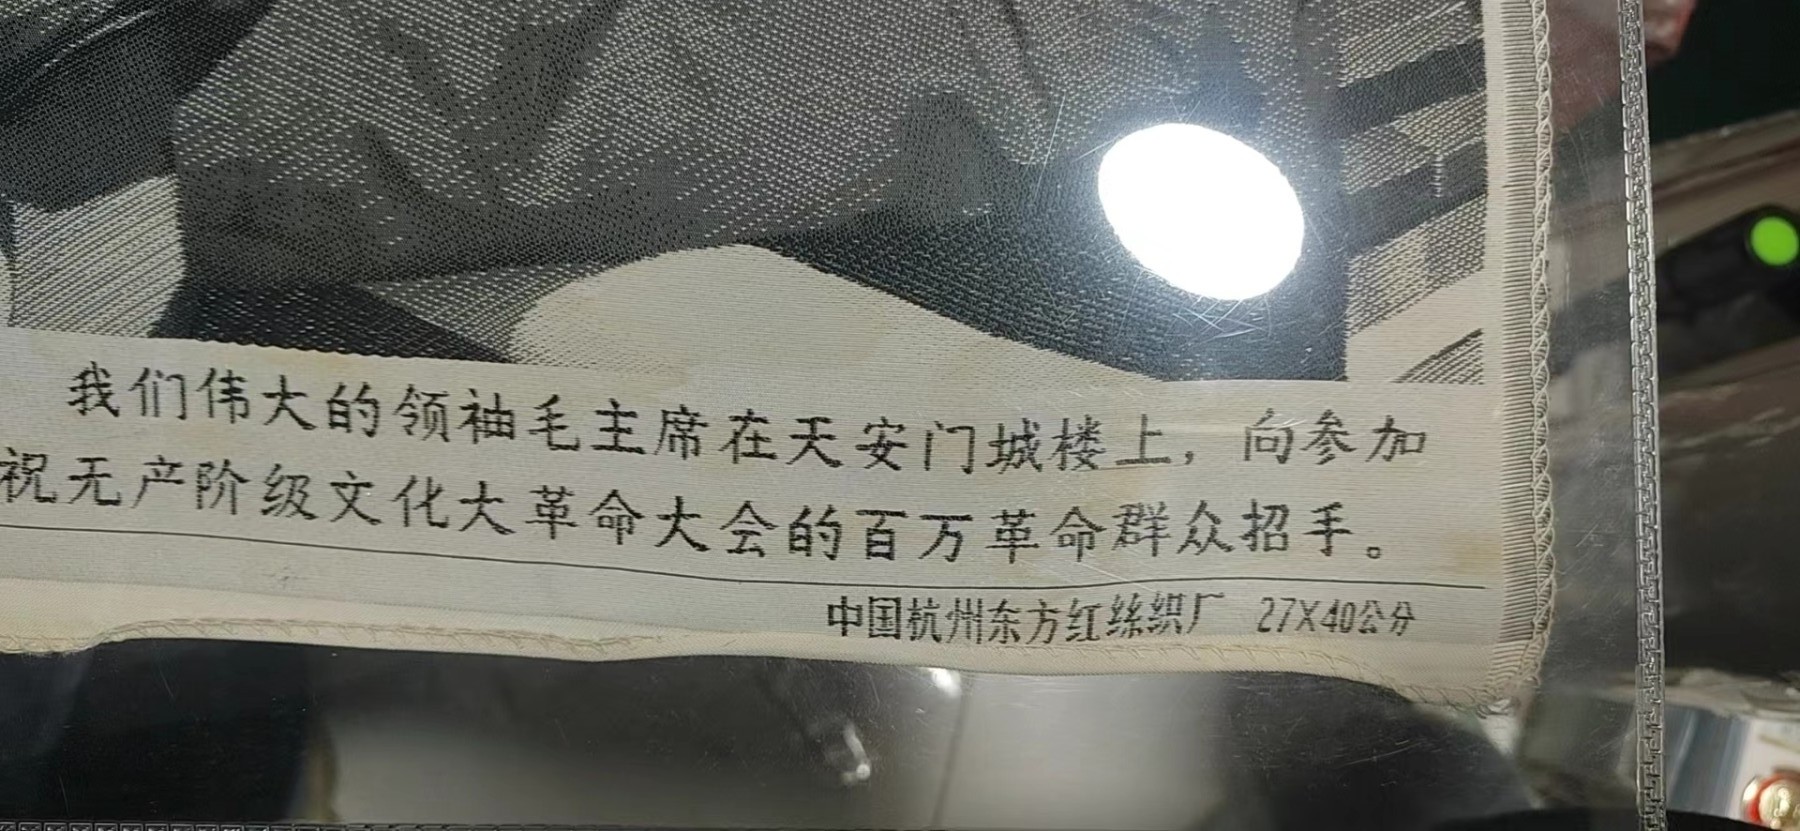 我们伟大的领袖毛主席在天安门城楼上，向参加
祝无产阶级文化大革命大会的百万革命群众招手。
中国杭州东方红丝织厂 27X40公分